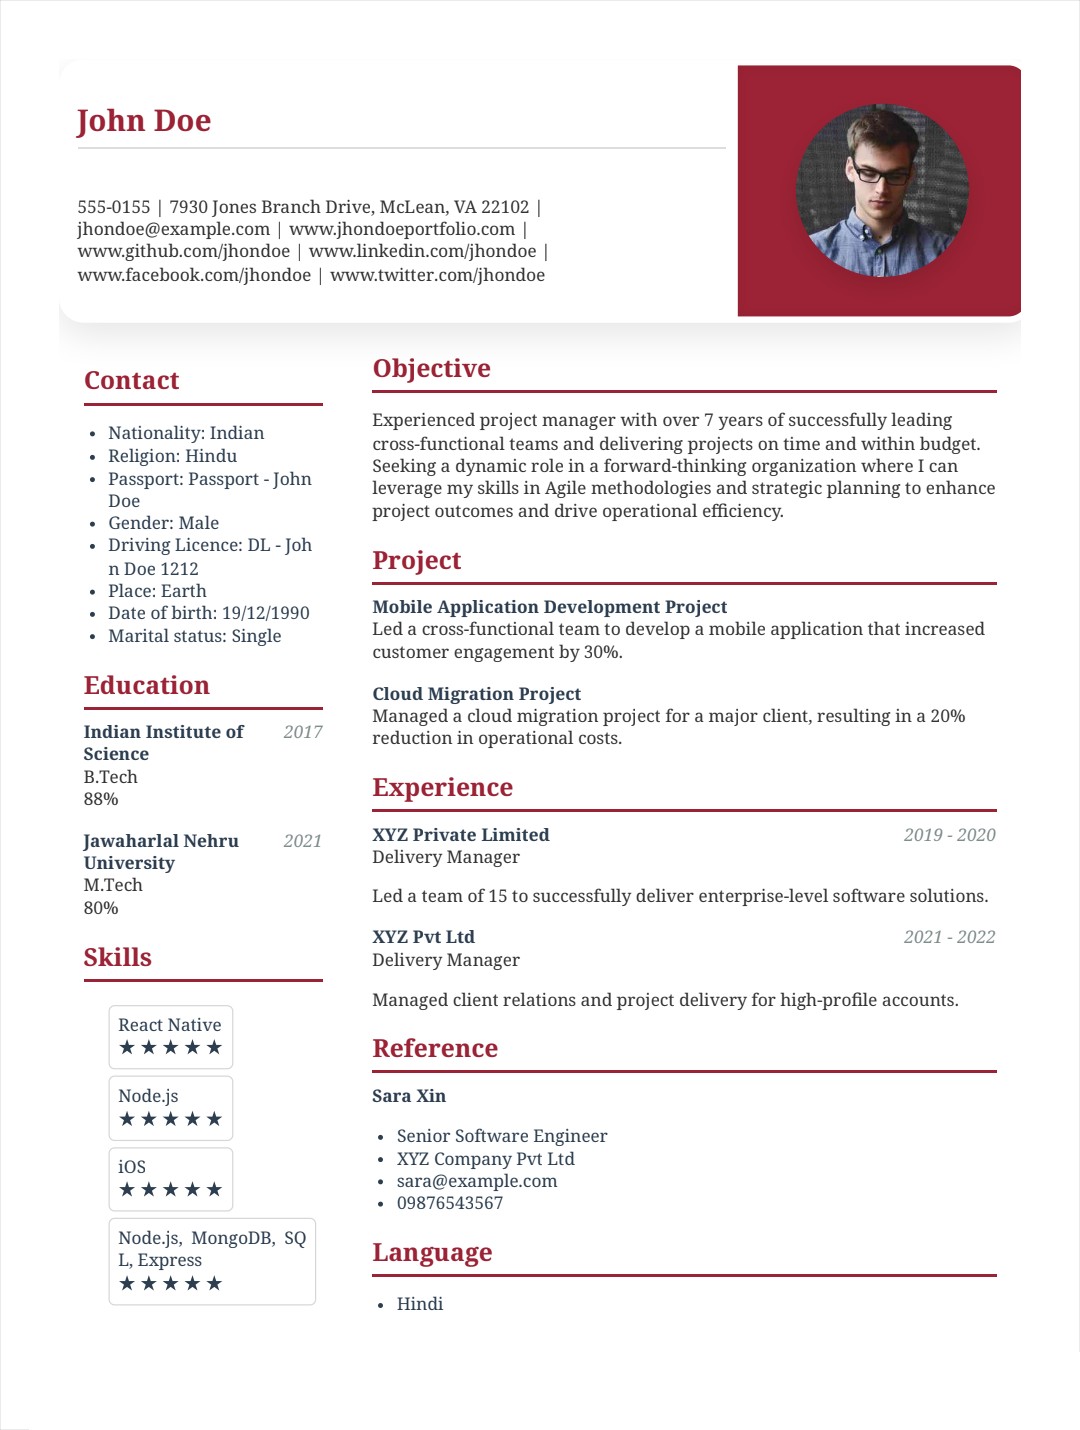 John Doe
555-0155 | 7930 Jones Branch Drive, McLean, VA 22102 |
jhondoe@example.com | www.jhondoeportfolio.com |
www.github.com/jhondoe | www.linkedin.com/jhondoe |
www.facebook.com/jhondoe | www.twitter.com/jhondoe
Contact
• Nationality: Indian
• Religion: Hindu
• Passport: Passport - John
Doe
• Gender: Male
• Driving Licence: DL - Joh
n Doe 1212
• Place: Earth
• Date of birth: 19/12/1990
• Marital status: Single
Education
Indian Institute of 2017
Science
B.Tech
88%
Jawaharlal Nehru 2021
University
M.Tech
80%
Skills
React Native
★ ★ ★ ★ ★
Node.js
★ ★ ★ ★ ★
iOS
★ ★ ★ ★ ★
Node.js, MongoDB, SQ
L, Express
★ ★ ★ ★ ★
Objective
Experienced project manager with over 7 years of successfully leading
cross-functional teams and delivering projects on time and within budget.
Seeking a dynamic role in a forward-thinking organization where I can
leverage my skills in Agile methodologies and strategic planning to enhance
project outcomes and drive operational efficiency.
Project
Mobile Application Development Project
Led a cross-functional team to develop a mobile application that increased
customer engagement by 30%.
Cloud Migration Project
Managed a cloud migration project for a major client, resulting in a 20%
reduction in operational costs.
Experience
XYZ Private Limited 2019 - 2020
Delivery Manager
Led a team of 15 to successfully deliver enterprise-level software solutions.
XYZ Pvt Ltd 2021 - 2022
Delivery Manager
Managed client relations and project delivery for high-profile accounts.
Reference
Sara Xin
• Senior Software Engineer
• XYZ Company Pvt Ltd
• sara@example.com
• 09876543567
Language
• Hindi